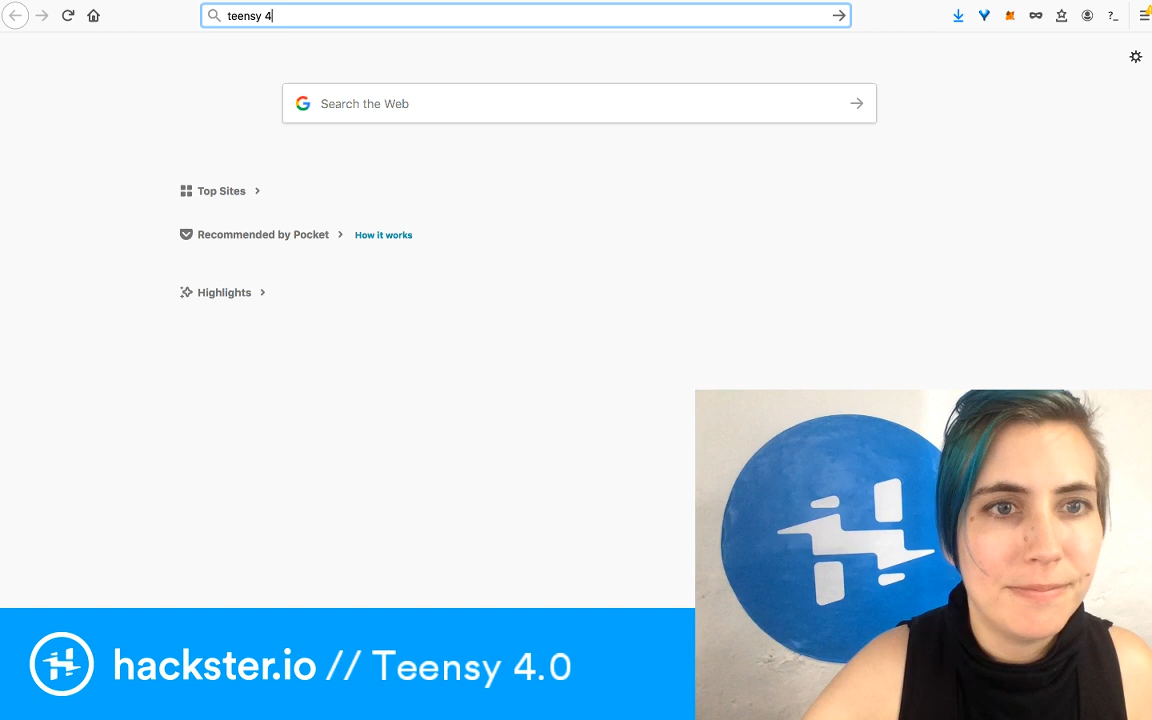 teensy 4
Search the Web
Top Sites
Recommended by Pocket How it works
Highlights
hackster.io // Teensy 4.0